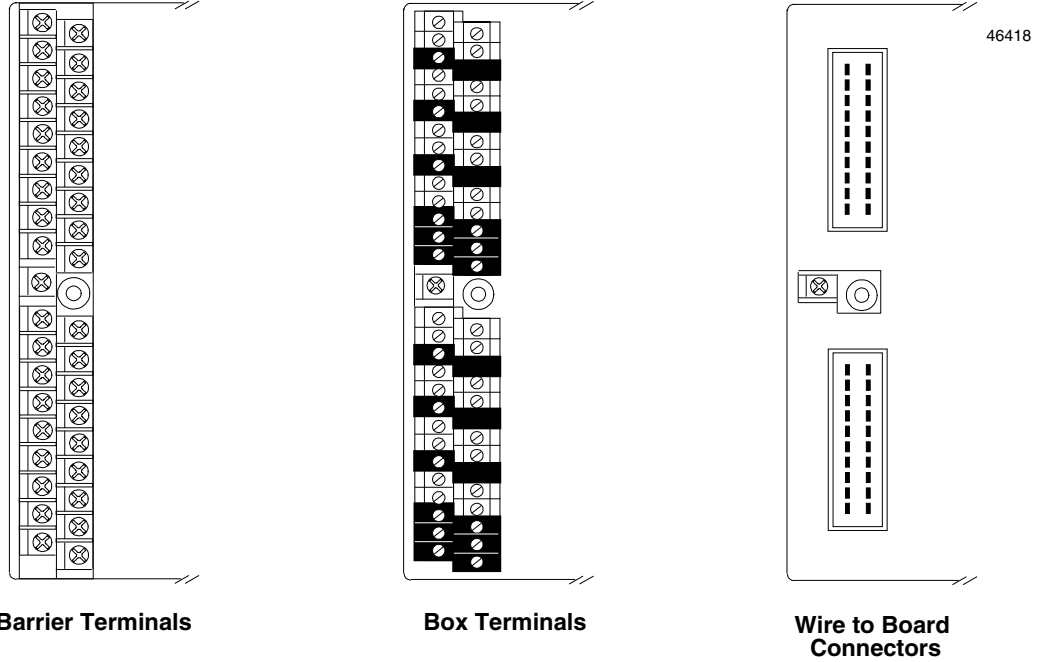 46418
Barrier Terminals
Box Terminals
Wire to Board
Connectors